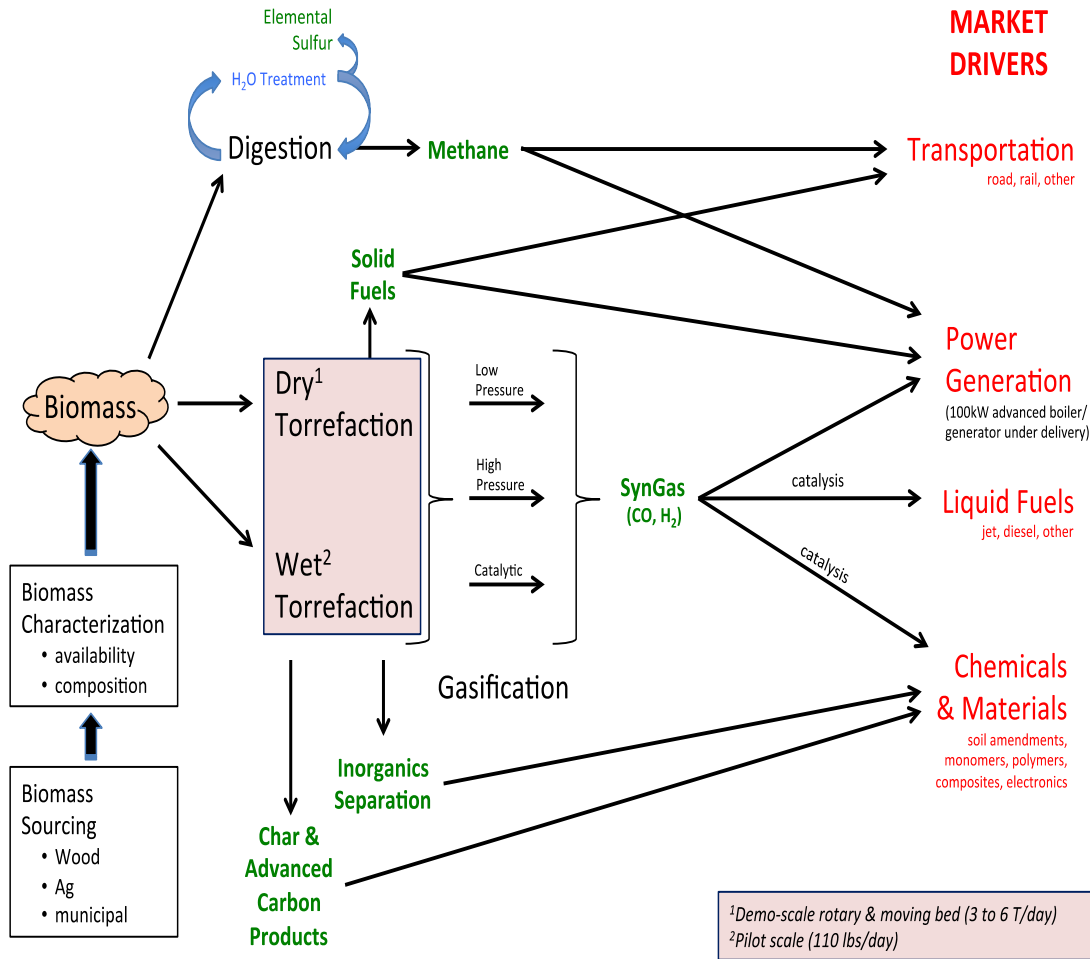 Elemental
Sulfur
H₂O Treatment
Digestion
Methane
MARKET
DRIVERS
Transportation
road, rail, other
Solid
Fuels
Power
Generation
(100kW advanced boiler/
generator under delivery)
Biomass
Dry¹
Torrefaction
Wet²
Torrefaction
Low
Pressure
High
Pressure
Catalytic
SynGas
(CO, H₂)
catalysis
Liquid Fuels
jet, diesel, other
catalysis
Biomass
Characterization
• availability
• composition
Gasification
Chemicals
& Materials
soil amendments,
monomers, polymers,
composites, electronics
Inorganics
Separation
Biomass
Sourcing
• Wood
• Ag
• municipal
Char &
Advanced
Carbon
Products
¹Demo-scale rotary & moving bed (3 to 6 T/day)
²Pilot scale (110 lbs/day)